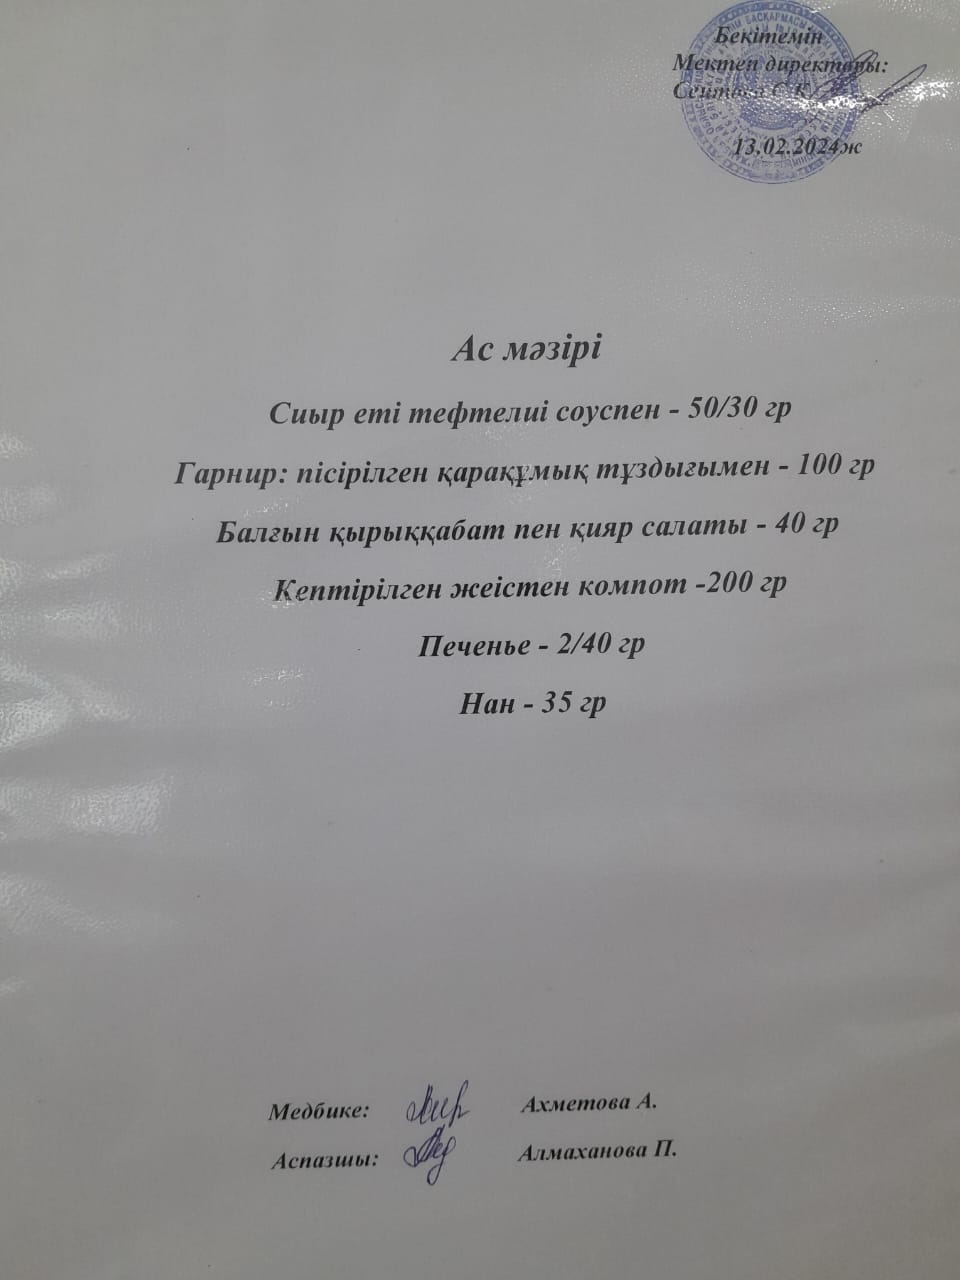 Бекітемін
Мектеп директоры:
13,02.2024ж
Ас мәзірі
Сиыр еті тефтелиі соуспен - 50/30 гр
Гарнир: пісірілген қарақұмық тұздығымен - 100 гр
Балғын қырыққабат пен қияр салаты - 40 гр
Кептірілген жеістен компот -200 гр
Печенье - 2/40 гр
Нан - 35 гр
Медбике: Ахметова А.
Аспазшы: Алмаханова П.